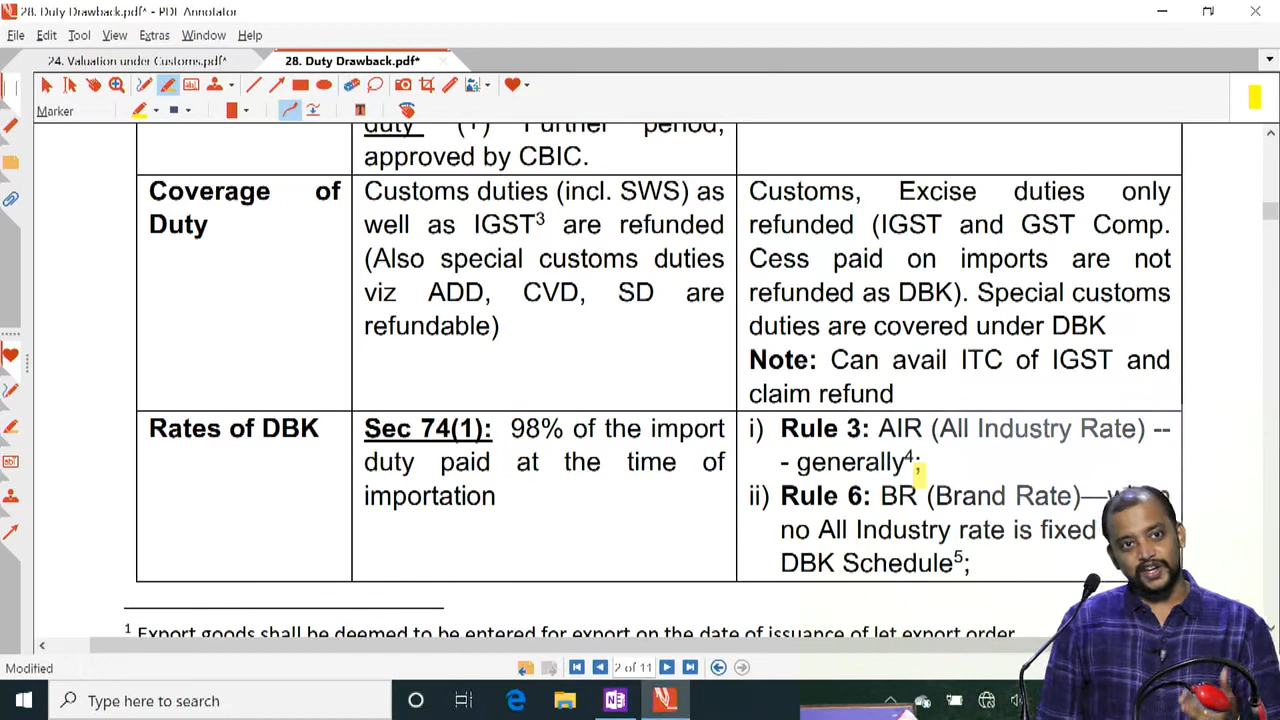 28. Duty Drawback.pdf* - PDF Annotator
File Edit Tool View Extras Window Help
24. Valuation under Customs.pdf* 28. Duty Drawback.pdf*
Marker
duty (+) Further period,
approved by CBIC.
Coverage of
Duty
Customs duties (incl. SWS) as
well as IGST3 are refunded
(Also special customs duties
viz ADD, CVD, SD are
refundable)
Customs, Excise duties only
refunded (IGST and GST Comp.
Cess paid on imports are not
refunded as DBK). Special customs
duties are covered under DBK
Note: Can avail ITC of IGST and
claim refund
Rates of DBK
Sec 74(1): 98% of the import
duty paid at the time of
importation
i) Rule 3: AIR (All Industry Rate) --
- generally4;
ii) Rule 6: BR (Brand Rate)—
no All Industry rate is fixed
DBK Schedule5;
1 Export goods shall be deemed to be entered for export on the date of issuance of let export order
Modified
2 of 11
Type here to search